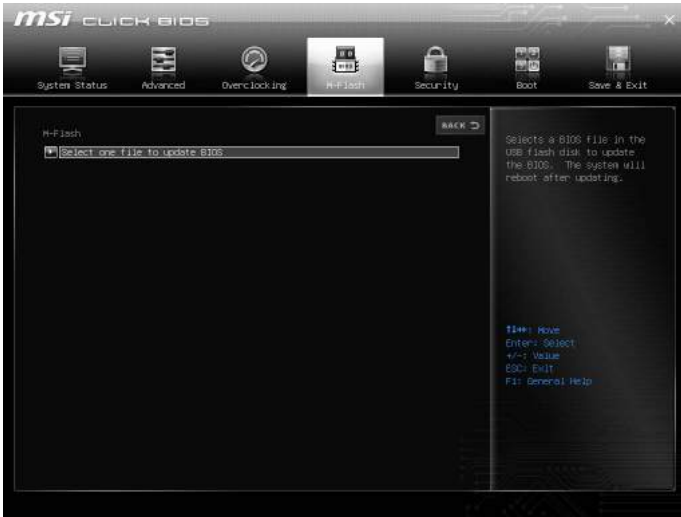 msi CLICK BIOS
System Status
Advanced
Overclocking
M-Flash
Security
Boot
Save & Exit
M-Flash
BACK
Select one file to update BIOS
Selects a BIOS file in the
USB flash disk to update
the BIOS. The system will
reboot after updating.
↑↓←→: Move
Enter: Select
+/-: Value
ESC: Exit
F1: General Help